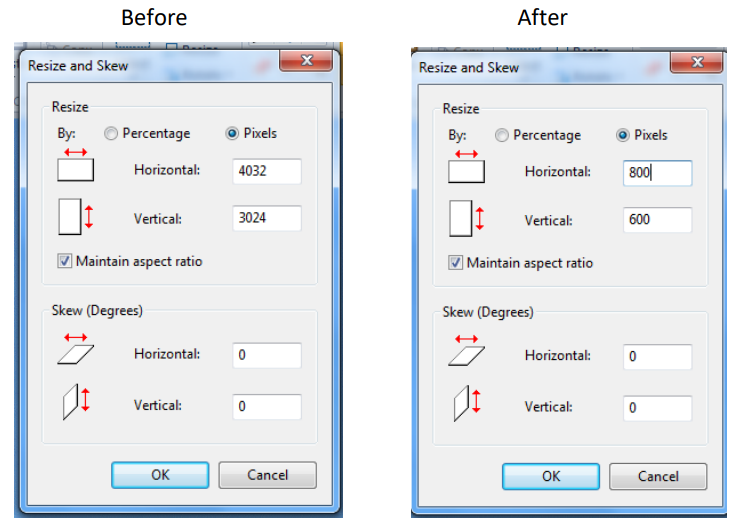 Before
After
Resize and Skew
Resize
By: Percentage Pixels
Horizontal: 4032
Vertical: 3024
Maintain aspect ratio
Skew (Degrees)
Horizontal: 0
Vertical: 0
OK Cancel
Resize and Skew
Resize
By: Percentage Pixels
Horizontal: 800
Vertical: 600
Maintain aspect ratio
Skew (Degrees)
Horizontal: 0
Vertical: 0
OK Cancel